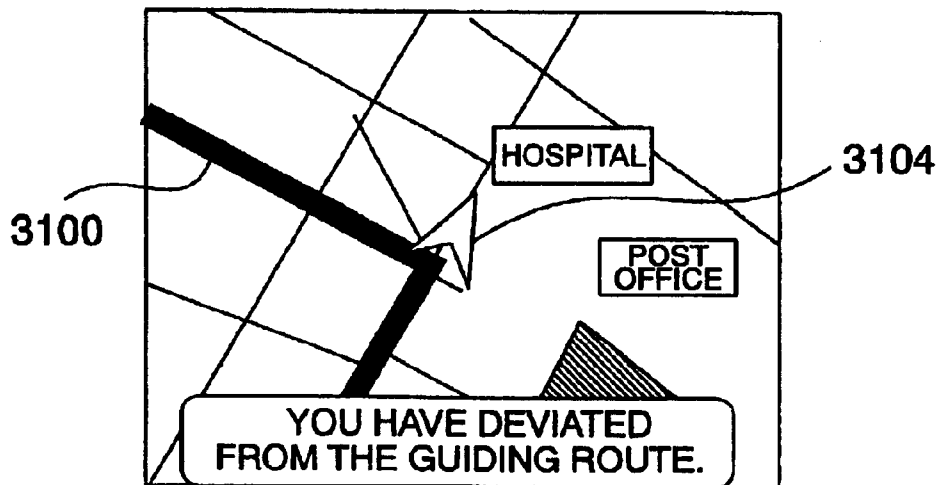 HOSPITAL
3104
3100
POST
OFFICE
YOU HAVE DEVIATED
FROM THE GUIDING ROUTE.